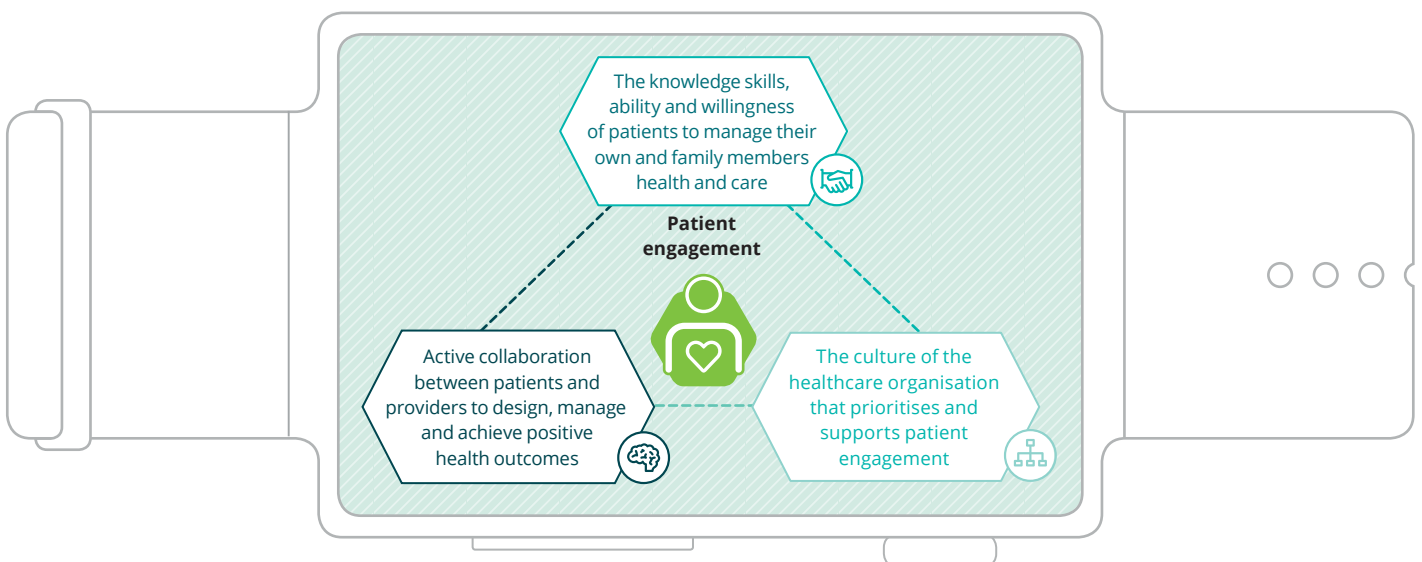 The knowledge skills,
ability and willingness
of patients to manage their
own and family members
health and care
Patient
engagement
Active collaboration
between patients and
providers to design, manage
and achieve positive
health outcomes
The culture of the
healthcare organisation
that prioritises and
supports patient
engagement